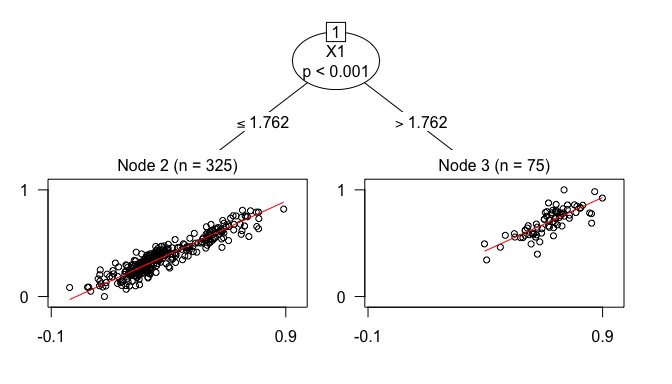 1
X1
p < 0.001
≤ 1.762
> 1.762
Node 2 (n = 325)
Node 3 (n = 75)
1
0
-0.1
0.9
1
0
-0.1
0.9